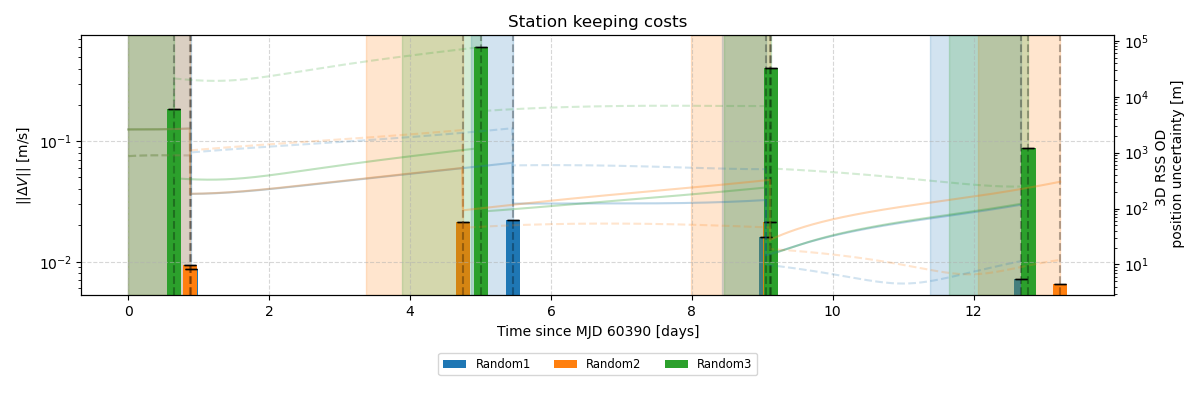 Station keeping costs
||ΔV|| [m/s]
10⁻¹
10⁻²
10⁵
10⁴
10³
10²
10¹
3D RSS OD
position uncertainty [m]
0 2 4 6 8 10 12
Time since MJD 60390 [days]
Random1 Random2 Random3